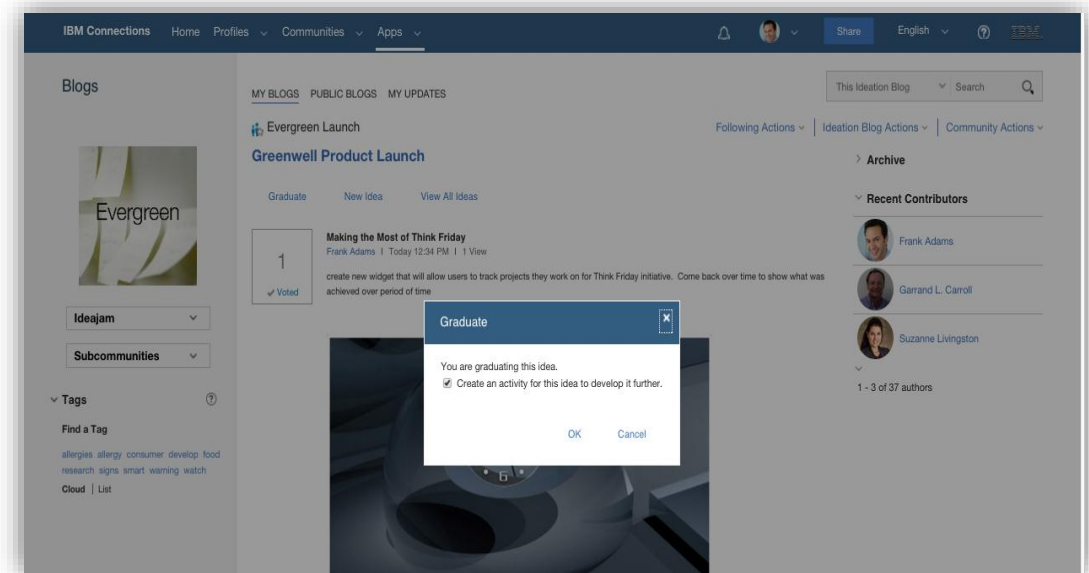 IBM Connections Home Profiles Communities Apps Share English ? IBM
Blogs
MY BLOGS PUBLIC BLOGS MY UPDATES
This Ideation Blog Search
Evergreen Launch
Following Actions | Ideation Blog Actions | Community Actions
Greenwell Product Launch
Graduate New Idea View All Ideas
Evergreen
1
Voted
Making the Most of Think Friday
Frank Adams | Today 12:34 PM | 1 View
create new widget that will allow users to track projects they work on for Think Friday initiative. Come back over time to show what was
achieved over period of time
Ideajam
Subcommunities
Tags ?
Find a Tag
allergies allergy consumer develop food
research signs smart warning watch
Cloud | List
Graduate x
You are graduating this idea.
Create an activity for this idea to develop it further.
OK Cancel
6
Archive
Recent Contributors
Frank Adams
Garrand L. Carroll
Suzanne Livingston
1 - 3 of 37 authors